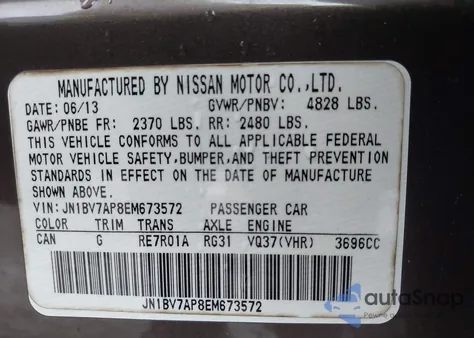 MANUFACTURED BY NISSAN MOTOR CO.,LTD.
DATE: 06/13 GVWR/PNBV: 4828 LBS.
GAWR/PNBE FR: 2370 LBS. RR: 2480 LBS.
THIS VEHICLE CONFORMS TO ALL APPLICABLE FEDERAL
MOTOR VEHICLE SAFETY,BUMPER,AND THEFT PREVENTION
STANDARDS IN EFFECT ON THE DATE OF MANUFACTURE
SHOWN ABOVE.
VIN: JN1BV7AP8EM673572 PASSENGER CAR
COLOR TRIM TRANS AXLE ENGINE
CAN G RE7R01A RG31 VQ37(VHR) 3696CC
JN1BV7AP8EM673572
autoSnap
Powered by AutoBidMaster